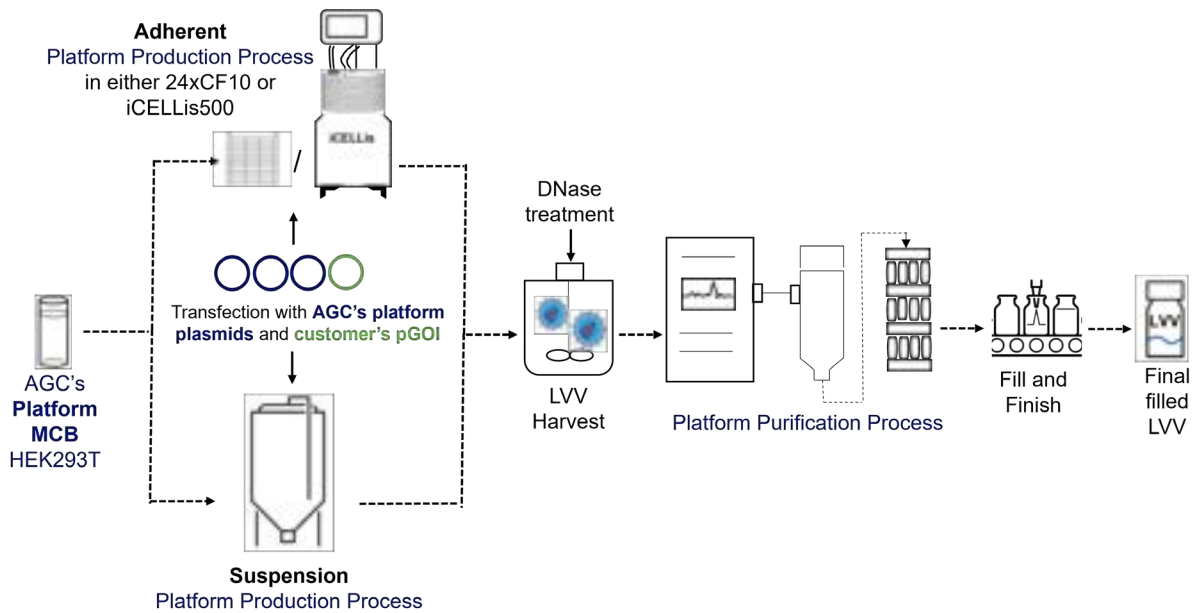 Adherent
Platform Production Process
in either 24xCF10 or
iCELLis500
iCELLis
/
Transfection with AGC's platform
plasmids and customer's pGOI
AGC's
Platform
MCB
HEK293T
Suspension
Platform Production Process
DNase
treatment
LVV
Harvest
Platform Purification Process
Fill and
Finish
LVV
Final
filled
LVV